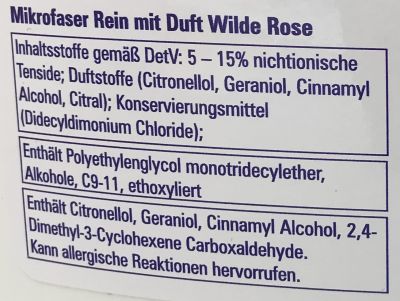 Mikrofaser Rein mit Duft Wilde Rose
Inhaltsstoffe gemäß DetV: 5 – 15% nichtionische
Tenside; Duftstoffe (Citronellol, Geraniol, Cinnamyl
Alcohol, Citral); Konservierungsmittel
(Didecyldimonium Chloride);
Enthält Polyethylenglycol monotridecylether,
Alkohole, C9-11, ethoxyliert
Enthält Citronellol, Geraniol, Cinnamyl Alcohol, 2,4-
Dimethyl-3-Cyclohexene Carboxaldehyde.
Kann allergische Reaktionen hervorrufen.